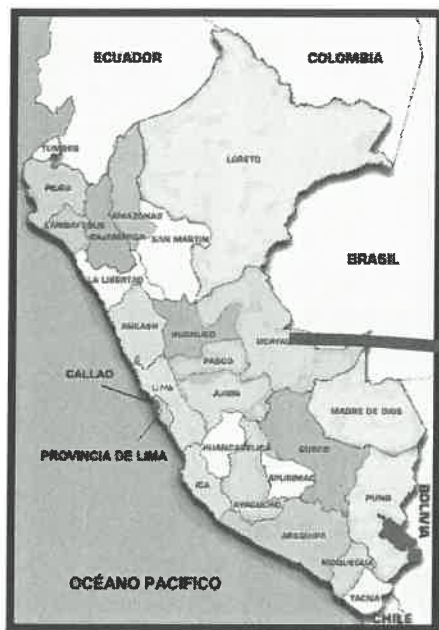 ECUADOR
COLOMBIA
TUMBES
PIURA
LORETO
LAMBAYEQUE
CAJAMARCA
AMAZONAS
SAN MARTIN
BRASIL
LA LIBERTAD
ANCASH
HUANUCO
PASCO
CALLAO
LIMA
JUNIN
MADRE DE DIOS
PROVINCIA DE LIMA
HUANCAVELICA
CUSCO
ICA
APURIMAC
PUNO
BOLIVIA
AYACUCHO
AREQUIPA
MOQUEGUA
OCÉANO PACIFICO
TACNA
CHILE